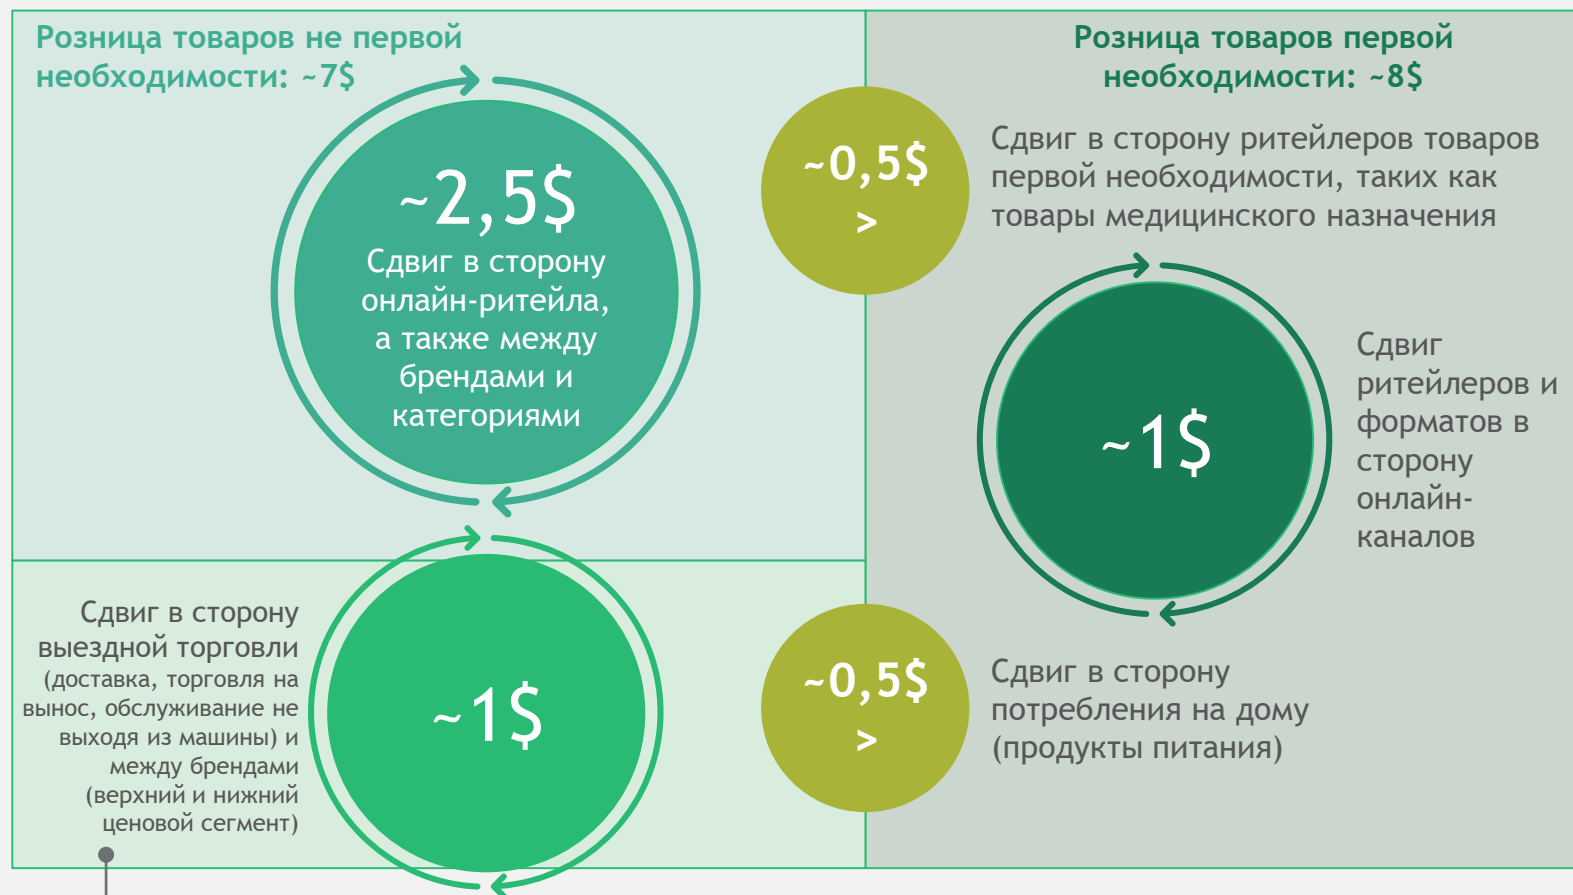 Розница товаров не первой
необходимости: ~7$
~2,5$
Сдвиг в сторону
онлайн-ритейла,
а также между
брендами и
категориями
~0,5$
>
Розница товаров первой
необходимости: ~8$
Сдвиг в сторону ритейлеров товаров
первой необходимости, таких как
товары медицинского назначения
~1$
Сдвиг
ритейлеров и
форматов в
сторону
онлайн-
каналов
Сдвиг в сторону
выездной торговли
(доставка, торговля на
вынос, обслуживание не
выходя из машины) и
между брендами
(верхний и нижний
ценовой сегмент)
~1$
~0,5$
>
Сдвиг в сторону
потребления на дому
(продукты питания)